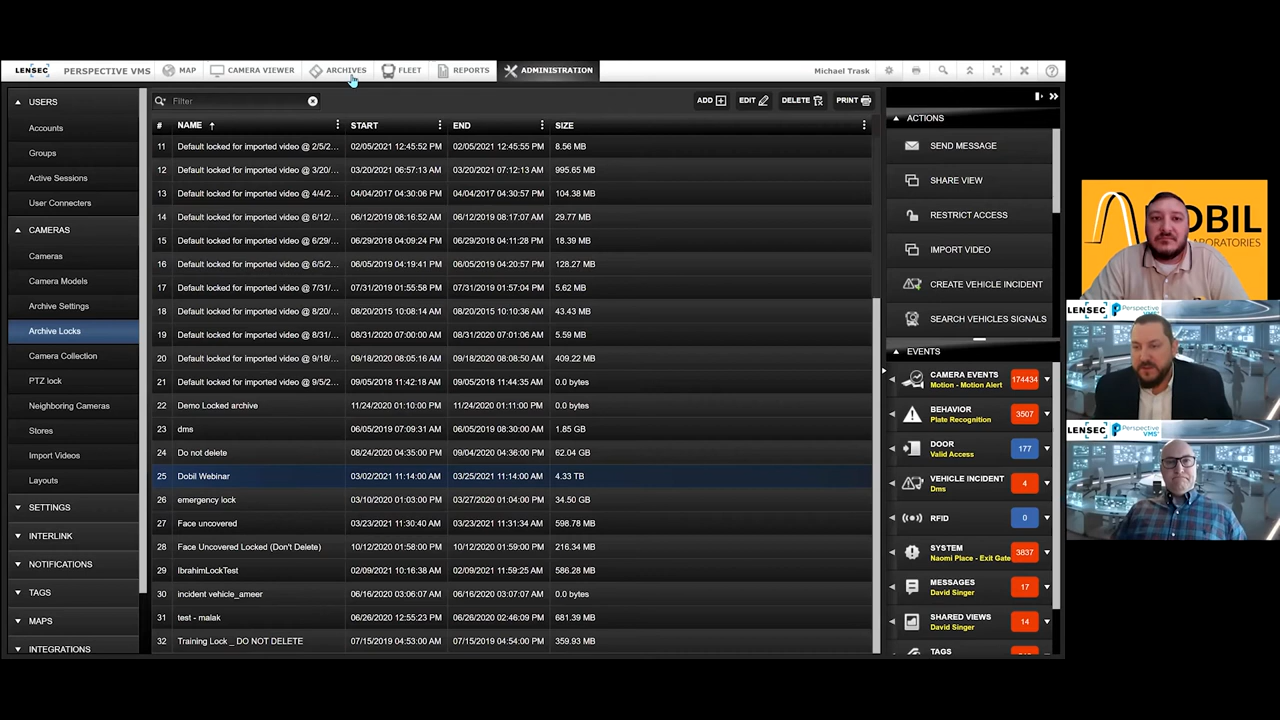 LENSEC PERSPECTIVE VMS MAP CAMERA VIEWER ARCHIVES FLEET REPORTS ADMINISTRATION Michael Trask
USERS
Accounts
Groups
Active Sessions
User Connecters
CAMERAS
Cameras
Camera Models
Archive Settings
Archive Locks
Camera Collection
PTZ lock
Neighboring Cameras
Stores
Import Videos
Layouts
SETTINGS
INTERLINK
NOTIFICATIONS
TAGS
MAPS
INTEGRATIONS
Filter ADD EDIT DELETE PRINT
# NAME START END SIZE
11 Default locked for imported video @ 2/5/2... 02/05/2021 12:45:52 PM 02/05/2021 12:45:55 PM 8.56 MB
12 Default locked for imported video @ 3/20/... 03/20/2021 06:57:13 AM 03/20/2021 07:12:13 AM 995.65 MB
13 Default locked for imported video @ 4/4/2... 04/04/2017 04:30:06 PM 04/04/2017 04:30:57 PM 104.38 MB
14 Default locked for imported video @ 6/12/... 06/12/2019 08:16:52 AM 06/12/2019 08:17:07 AM 29.77 MB
15 Default locked for imported video @ 6/29/... 06/29/2018 04:09:24 PM 06/29/2018 04:11:28 PM 18.39 MB
16 Default locked for imported video @ 6/5/2... 06/05/2019 04:19:41 PM 06/05/2019 04:20:57 PM 128.27 MB
17 Default locked for imported video @ 7/31/... 07/31/2019 01:55:58 PM 07/31/2019 01:57:04 PM 5.62 MB
18 Default locked for imported video @ 8/20/... 08/20/2015 10:08:14 AM 08/20/2015 10:10:36 AM 43.43 MB
19 Default locked for imported video @ 8/31/... 08/31/2020 07:00:00 AM 08/31/2020 07:01:06 AM 5.59 MB
20 Default locked for imported video @ 9/18/... 09/18/2020 08:05:16 AM 09/18/2020 08:08:50 AM 409.22 MB
21 Default locked for imported video @ 9/5/2... 09/05/2018 11:42:18 AM 09/05/2018 11:44:35 AM 0.0 bytes
22 Demo Locked archive 11/24/2020 01:10:00 PM 11/24/2020 01:11:00 PM 0.0 bytes
23 dms 06/05/2019 07:09:31 AM 06/05/2019 08:30:00 AM 1.85 GB
24 Do not delete 08/24/2020 04:35:00 PM 09/04/2020 04:36:00 PM 62.04 GB
25 Dobil Webinar 03/02/2021 11:14:00 AM 03/25/2021 11:14:00 AM 4.33 TB
26 emergency lock 03/10/2020 01:03:00 PM 03/27/2020 01:04:00 PM 34.50 GB
27 Face uncovered 03/23/2021 11:30:40 AM 03/23/2021 11:31:34 AM 598.78 MB
28 Face Uncovered Locked (Don't Delete) 10/12/2020 01:58:00 PM 10/12/2020 01:59:00 PM 216.34 MB
29 IbrahimLockTest 02/09/2021 10:16:38 AM 02/09/2021 11:59:25 AM 586.28 MB
30 incident vehicle_ameer 06/16/2020 03:06:07 AM 06/16/2020 03:07:07 AM 0.0 bytes
31 test - malak 06/26/2020 12:55:23 PM 06/26/2020 02:46:09 PM 681.39 MB
32 Training Lock _ DO NOT DELETE 07/15/2019 04:53:00 AM 07/15/2019 04:54:00 PM 359.93 MB
ACTIONS
SEND MESSAGE
SHARE VIEW
RESTRICT ACCESS
IMPORT VIDEO
CREATE VEHICLE INCIDENT
SEARCH VEHICLES SIGNALS
EVENTS
CAMERA EVENTS
Motion - Motion Alert 174434
BEHAVIOR
Plate Recognition 3507
DOOR
Valid Access 177
VEHICLE INCIDENT
Dms 4
RFID 0
SYSTEM
Naomi Place - Exit Gate 3837
MESSAGES
David Singer 17
SHARED VIEWS
David Singer 14
TAGS
OBIL
ORATORIES
LENSEC Perspective VMS
LENSEC Perspective VMS